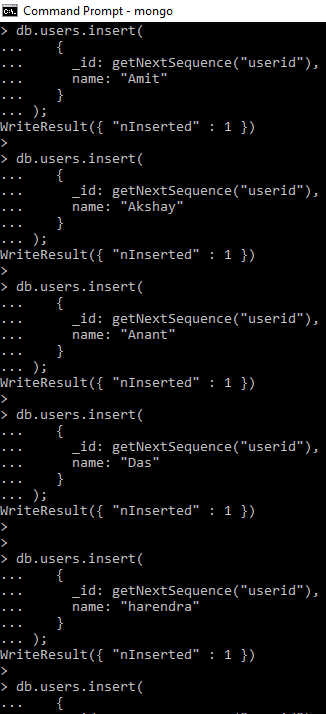 Command Prompt - mongo
> db.users.insert(
...    {
...      _id: getNextSequence("userid"),
...      name: "Amit"
...    }
... );
WriteResult({ "nInserted" : 1 })
>
> db.users.insert(
...    {
...      _id: getNextSequence("userid"),
...      name: "Akshay"
...    }
... );
WriteResult({ "nInserted" : 1 })
>
> db.users.insert(
...    {
...      _id: getNextSequence("userid"),
...      name: "Anant"
...    }
... );
WriteResult({ "nInserted" : 1 })
>
> db.users.insert(
...    {
...      _id: getNextSequence("userid"),
...      name: "Das"
...    }
... );
WriteResult({ "nInserted" : 1 })
>
>
> db.users.insert(
...    {
...      _id: getNextSequence("userid"),
...      name: "harendra"
...    }
... );
WriteResult({ "nInserted" : 1 })
>
> db.users.insert(
...    {